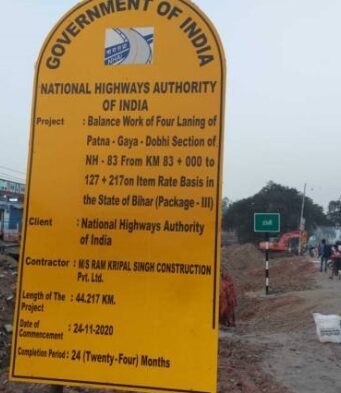 GOVERNMENT OF INDIA
NHAI
NATIONAL HIGHWAYS AUTHORITY
OF INDIA
Project : Balance Work of Four Laning of
Patna - Gaya - Dobhi Section of
NH - 83 From KM 83 + 000 to
127 + 217on Item Rate Basis in
the State of Bihar (Package - III)
Client : National Highways Authority
of India
Contractor : M/S RAM KRIPAL SINGH CONSTRUCTION
Pvt. Ltd.
Length of The : 44.217 KM.
Project
Date of : 24-11-2020
Commencement
Completion Period : 24 (Twenty-Four) Months